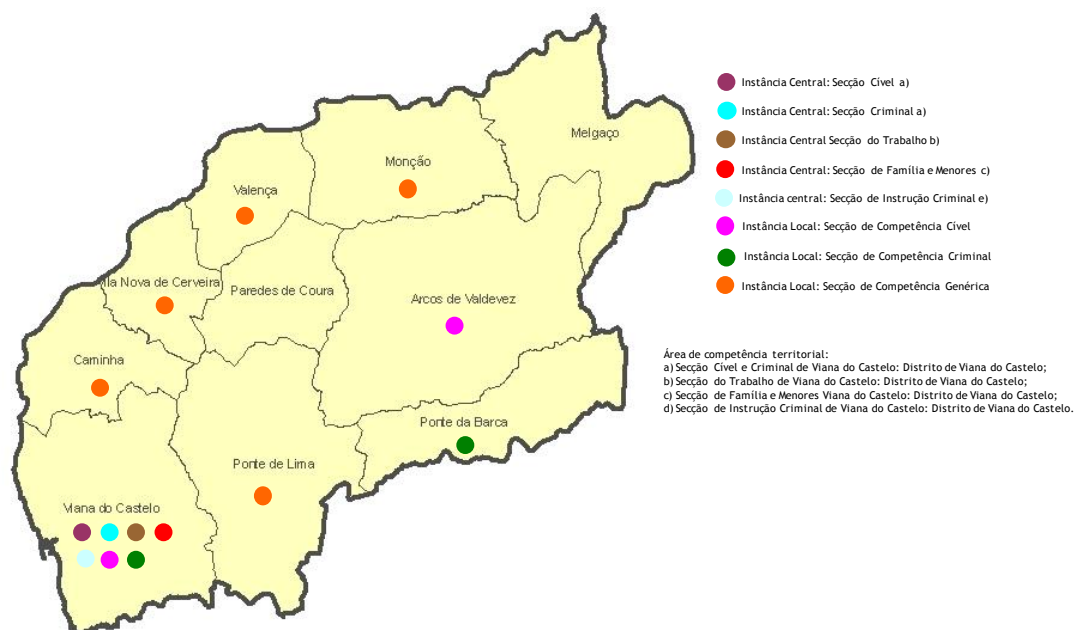 Melgaço
Monção
Valença
ila Nova de Cerveira
Paredes de Coura
Arcos de Valdevez
Caminha
Ponte da Barca
Ponte de Lima
Viana do Castelo
Instância Central: Secção Cível a)
Instância Central: Secção Criminal a)
Instância Central Secção do Trabalho b)
Instância Central: Secção de Família e Menores c)
Instância central: Secção de Instrução Criminal e)
Instância Local: Secção de Competência Cível
Instância Local: Secção de Competência Criminal
Instância Local: Secção de Competência Genérica
Área de competência territorial:
a) Secção Cível e Criminal de Viana do Castelo: Distrito de Viana do Castelo;
b) Secção do Trabalho de Viana do Castelo: Distrito de Viana do Castelo;
c) Secção de Família e Menores Viana do Castelo: Distrito de Viana do Castelo;
d) Secção de Instrução Criminal de Viana do Castelo: Distrito de Viana do Castelo.